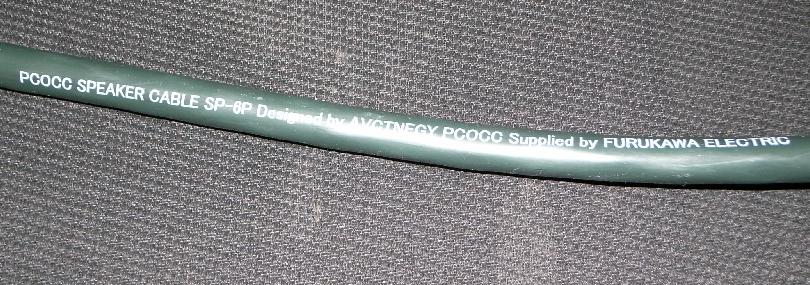 PCOCC SPEAKER CABLE SP-6P Designed by PCOCC Supplied by FURUKAWA ELECTRIC